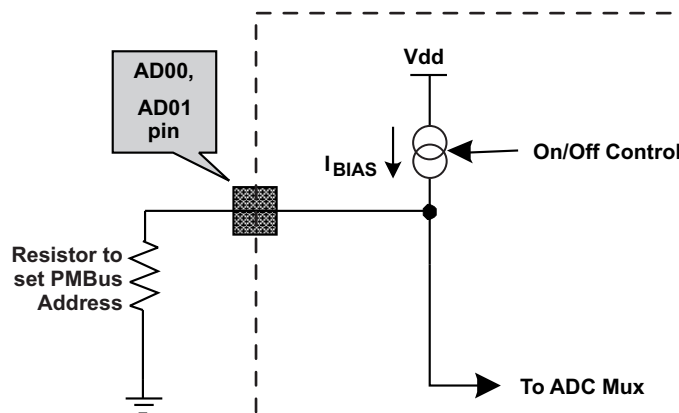 AD00,
AD01
pin
Vdd
IBIAS
On/Off Control
Resistor to
set PMBus
Address
To ADC Mux